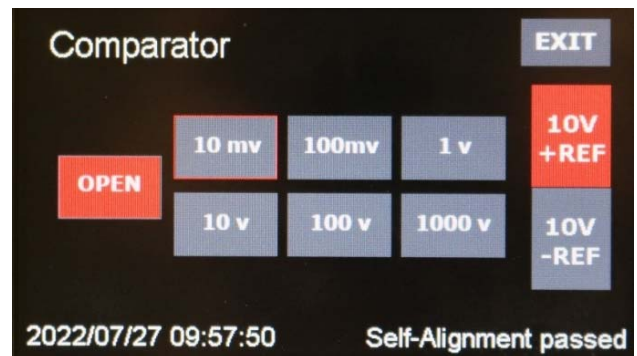 Comparator
EXIT
10 mv
100mv
1 v
10V
+REF
OPEN
10 v
100 v
1000 v
10V
-REF
2022/07/27 09:57:50
Self-Alignment passed